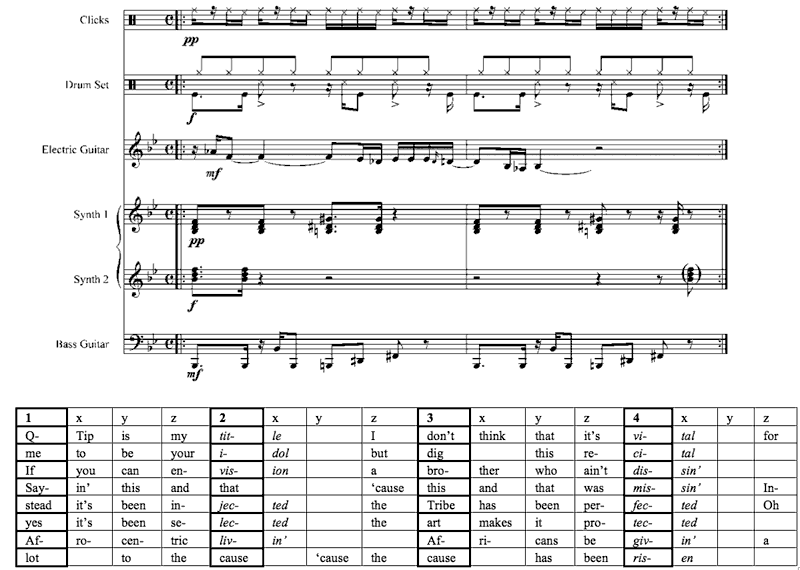 Clicks
pp
Drum Set
f
Electric Guitar
mf
Synth 1
pp
Synth 2
f
Bass Guitar
mf
1 x y z 2 x y z 3 x y z 4 x y z
Q- Tip is my tit- le I don't think that it's vi- tal for
me to be your i- dol but dig this re- ci- tal
If you can en- vis- ion a bro- ther who ain't dis- sin'
Say- in' this and that 'cause this and that was mis- sin' In-
stead it's been in- jec- ted the Tribe has been per- fec- ted Oh
yes it's been se- lec- ted the art makes it pro- tec- ted
Af- ro- cen- tric liv- in' Af- ri- cans be giv- in' a
lot to the cause 'cause the cause has been ris- en